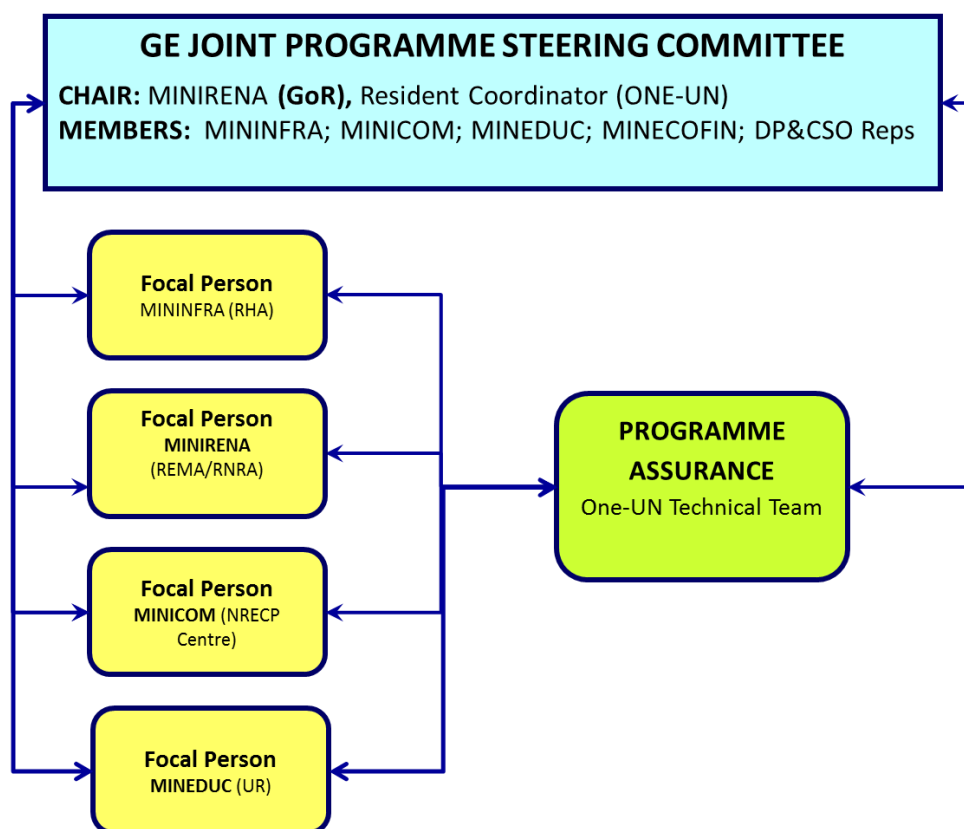 GE JOINT PROGRAMME STEERING COMMITTEE
CHAIR: MINIRENA (GoR), Resident Coordinator (ONE-UN)
MEMBERS: MININFRA; MINICOM; MINEDUC; MINECOFIN; DP&CSO Reps
Focal Person
MININFRA (RHA)
Focal Person
MINIRENA
(REMA/RNRA)
Focal Person
MINICOM (NRECP
Centre)
Focal Person
MINEDUC (UR)
PROGRAMME
ASSURANCE
One-UN Technical Team